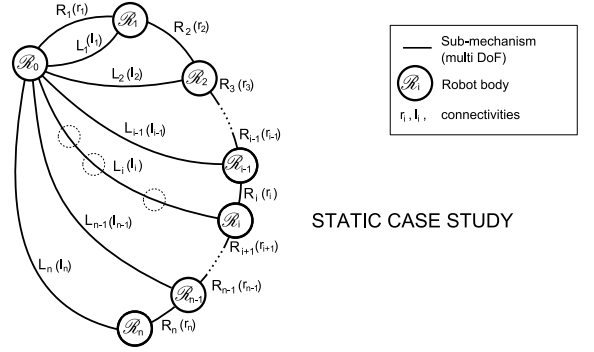 R₁(r₁)
ℛ₁
R₂(r₂)
L₁(l₁)
ℛ₀
L₂(l₂)
ℛ₂
R₃(r₃)
Lᵢ₋₁(lᵢ₋₁)
Rᵢ₋₁(rᵢ₋₁)
ℛᵢ₋₁
Lᵢ(lᵢ)
Rᵢ(rᵢ)
ℛᵢ
Lₙ₋₁(lₙ₋₁)
Rᵢ₊₁(rᵢ₊₁)
Lₙ(lₙ)
ℛₙ₋₁
Rₙ₋₁(rₙ₋₁)
ℛₙ
Rₙ(rₙ)
Sub-mechanism
(multi DoF)
ℛᵢ Robot body
rᵢ , lᵢ , connectivities
STATIC CASE STUDY